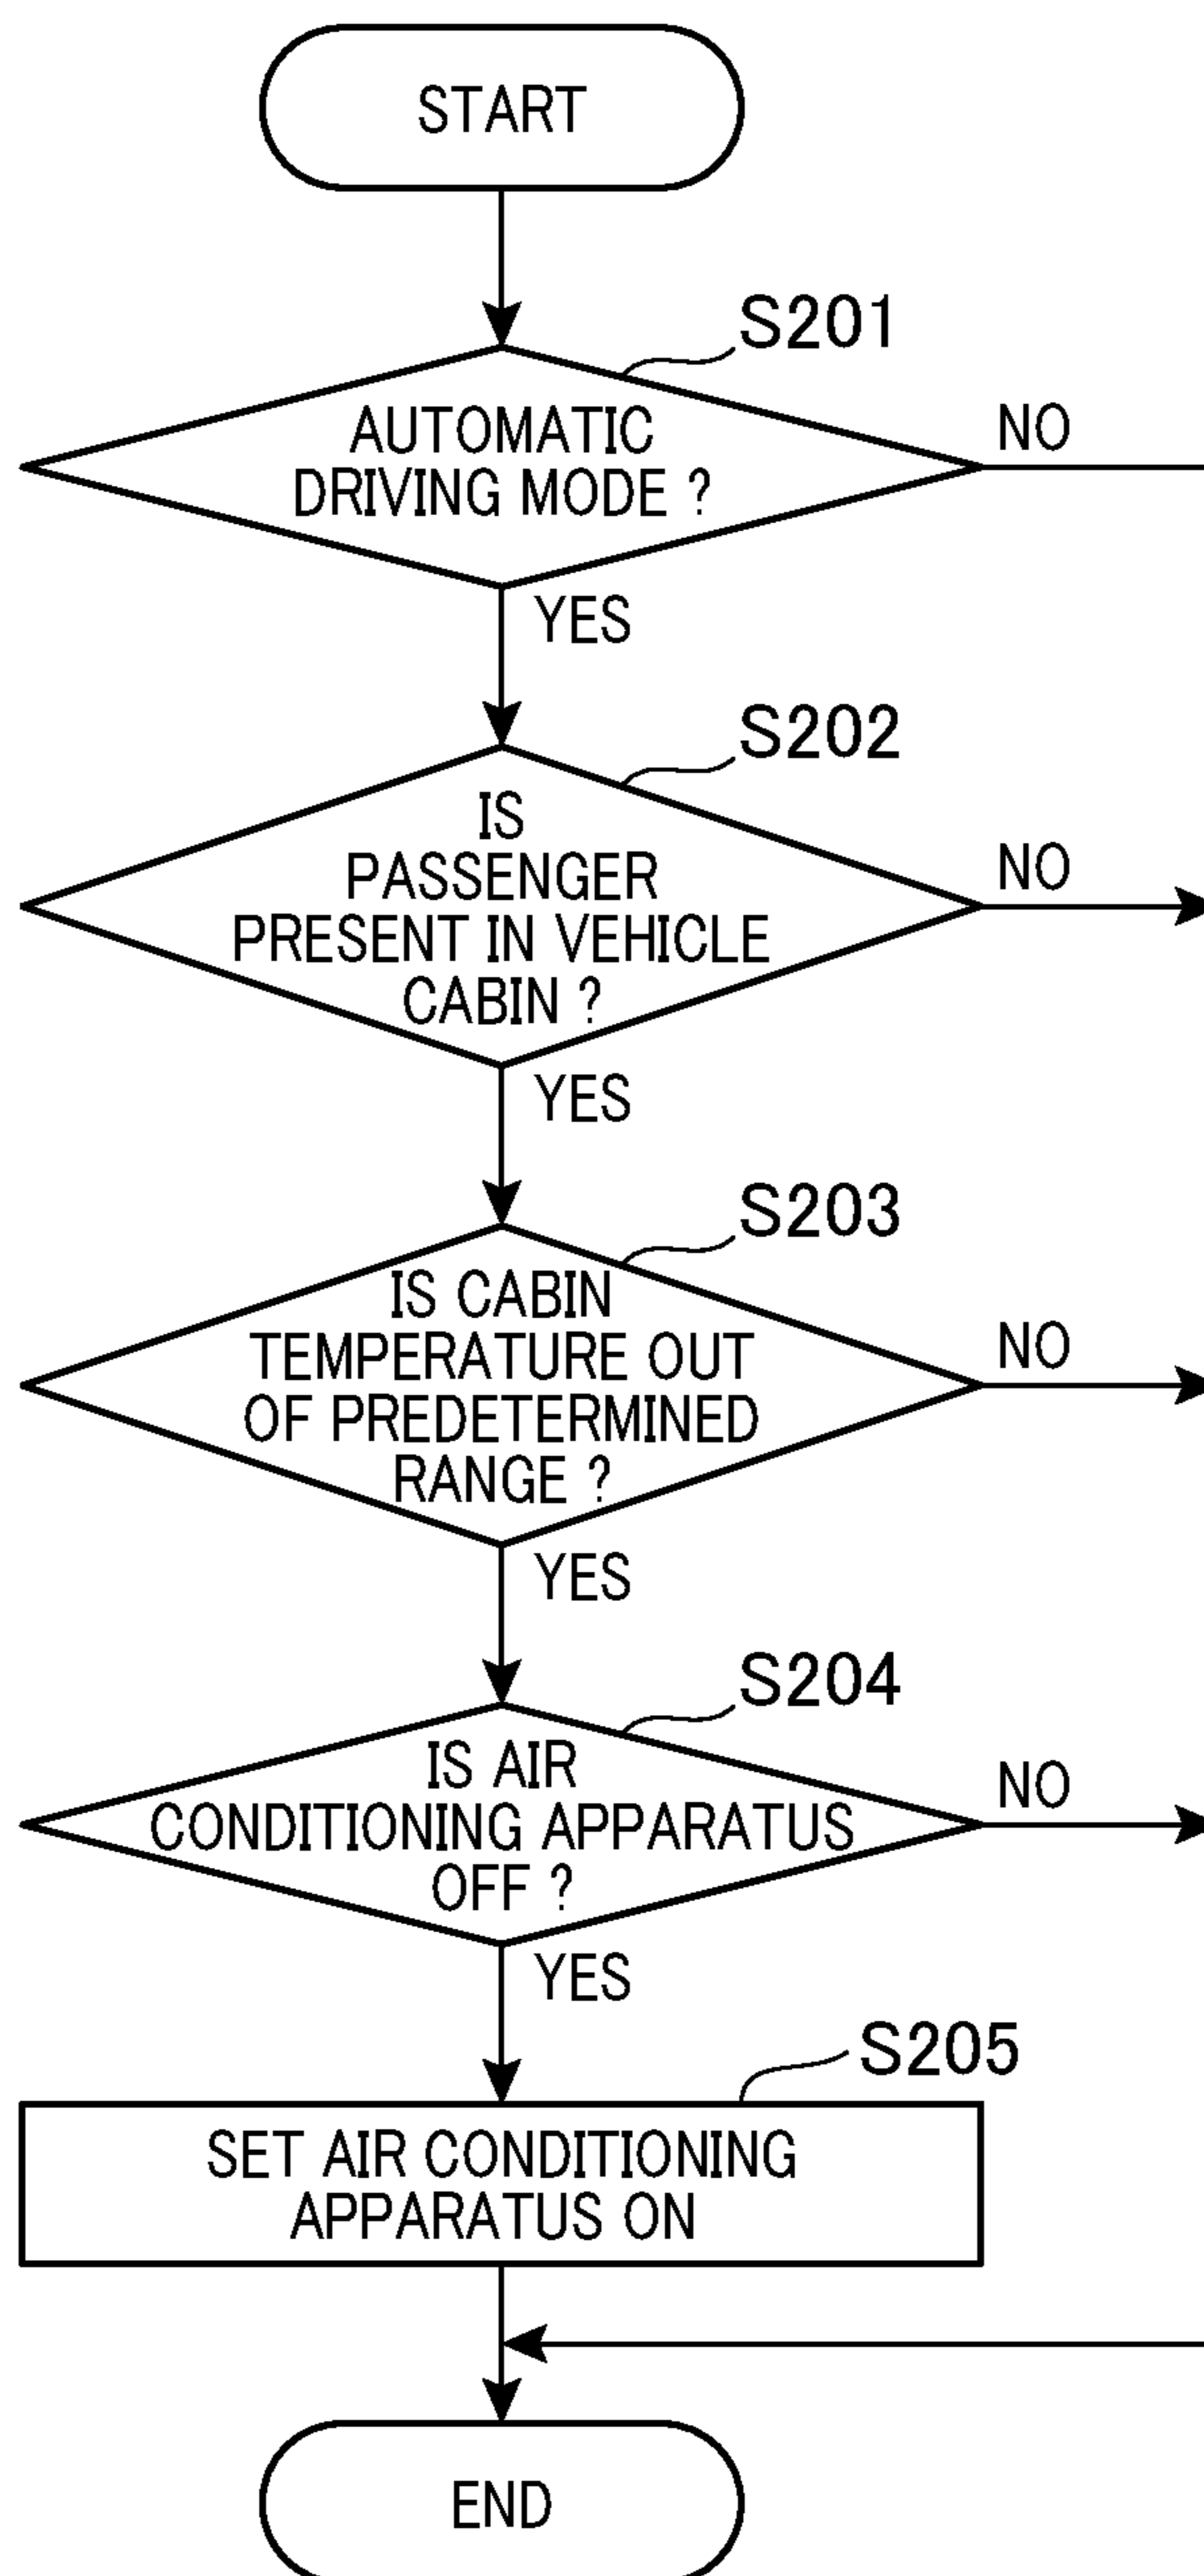 START
S201
AUTOMATIC
DRIVING MODE ?
NO
YES
S202
IS
PASSENGER
PRESENT IN VEHICLE
CABIN ?
NO
YES
S203
IS CABIN
TEMPERATURE OUT
OF PREDETERMINED
RANGE ?
NO
YES
S204
IS AIR
CONDITIONING APPARATUS
OFF ?
NO
YES
S205
SET AIR CONDITIONING
APPARATUS ON
END